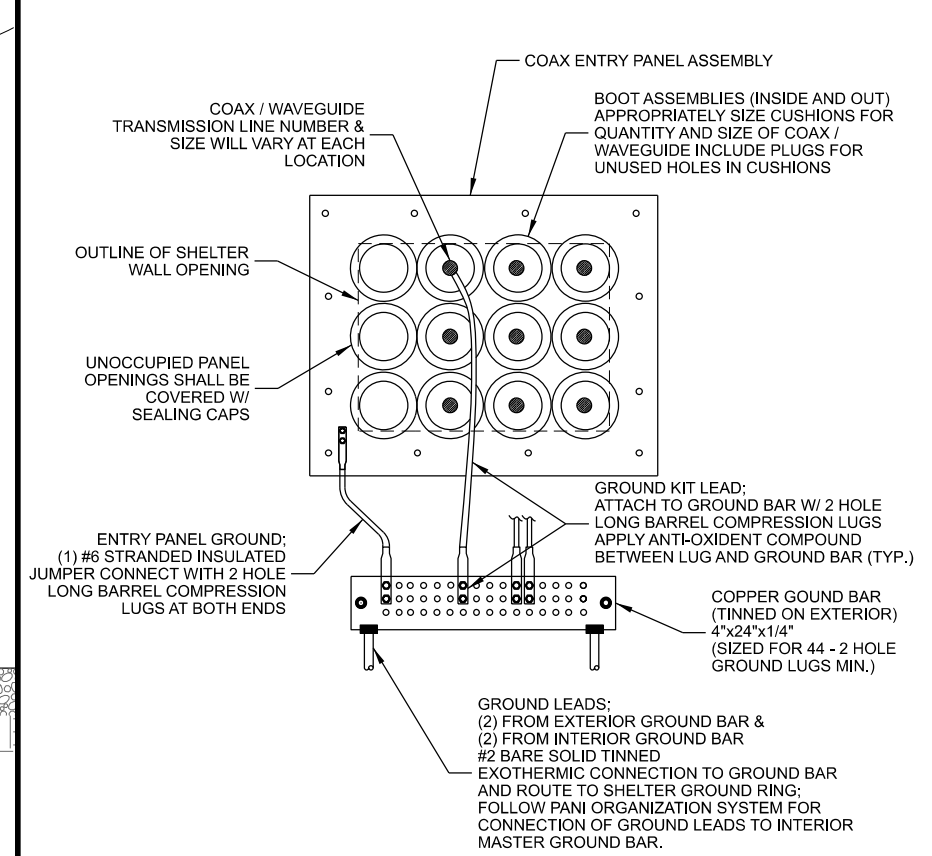 COAX ENTRY PANEL ASSEMBLY
COAX / WAVEGUIDE
TRANSMISSION LINE NUMBER &
SIZE WILL VARY AT EACH
LOCATION
BOOT ASSEMBLIES (INSIDE AND OUT)
APPROPRIATELY SIZE CUSHIONS FOR
QUANTITY AND SIZE OF COAX /
WAVEGUIDE INCLUDE PLUGS FOR
UNUSED HOLES IN CUSHIONS
OUTLINE OF SHELTER
WALL OPENING
UNOCCUPIED PANEL
OPENINGS SHALL BE
COVERED W/
SEALING CAPS
GROUND KIT LEAD;
ATTACH TO GROUND BAR W/ 2 HOLE
LONG BARREL COMPRESSION LUGS
APPLY ANTI-OXIDENT COMPOUND
BETWEEN LUG AND GROUND BAR (TYP.)
ENTRY PANEL GROUND;
(1) #6 STRANDED INSULATED
JUMPER CONNECT WITH 2 HOLE
LONG BARREL COMPRESSION
LUGS AT BOTH ENDS
COPPER GOUND BAR
(TINNED ON EXTERIOR)
4"x24"x1/4"
(SIZED FOR 44 - 2 HOLE
GROUND LUGS MIN.)
GROUND LEADS;
(2) FROM EXTERIOR GROUND BAR &
(2) FROM INTERIOR GROUND BAR
#2 BARE SOLID TINNED
EXOTHERMIC CONNECTION TO GROUND BAR
AND ROUTE TO SHELTER GROUND RING;
FOLLOW PANI ORGANIZATION SYSTEM FOR
CONNECTION OF GROUND LEADS TO INTERIOR
MASTER GROUND BAR.